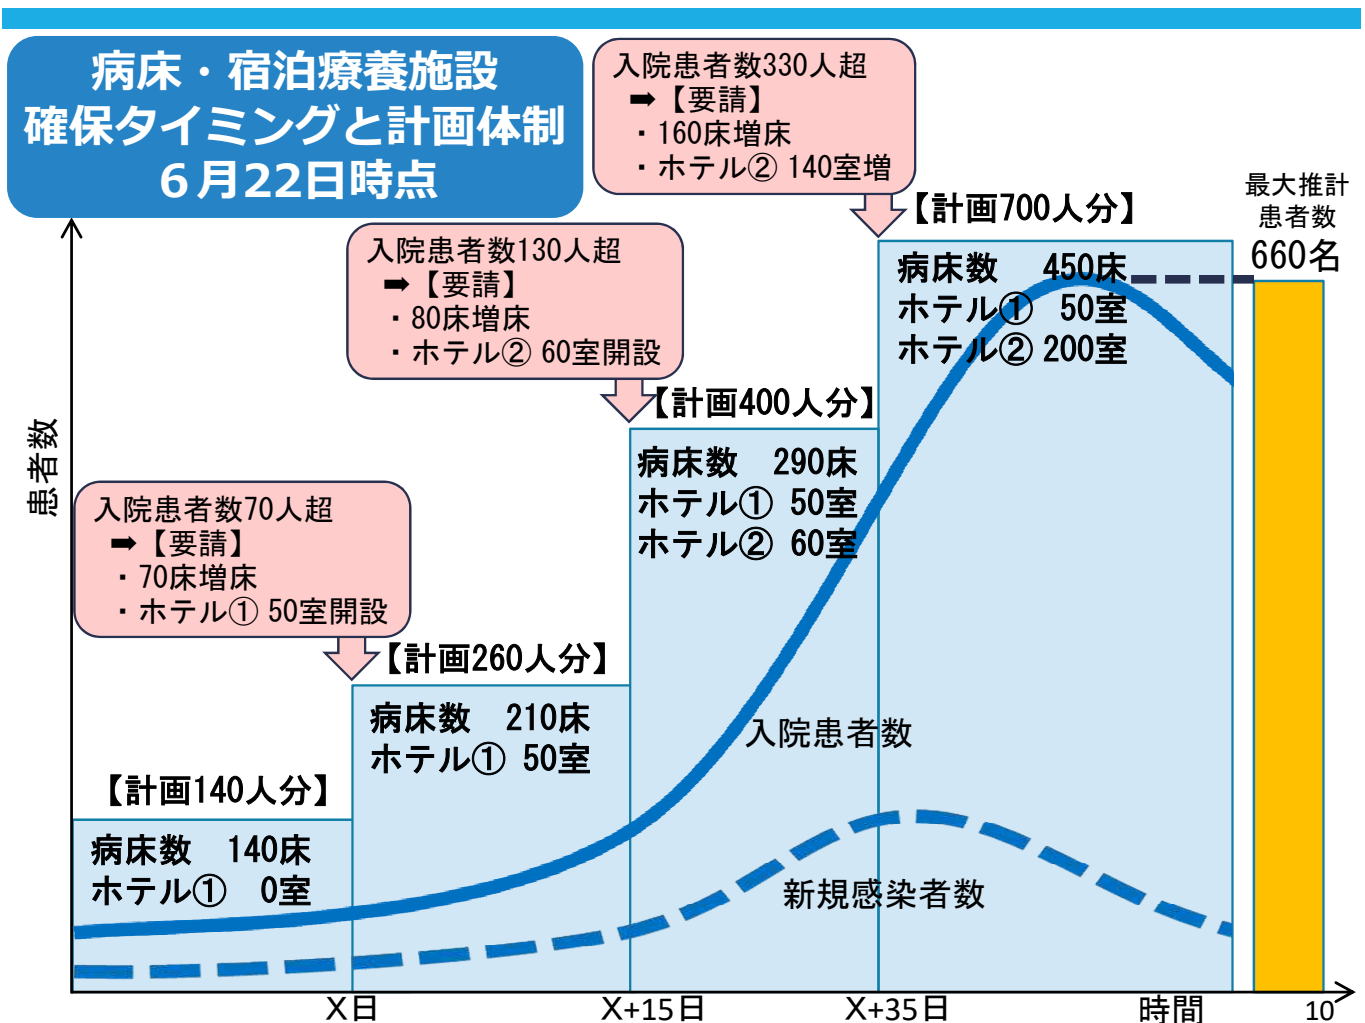 病床・宿泊療養施設
確保タイミングと計画体制
6月22日時点
入院患者数330人超
➡【要請】
・160床増床
・ホテル② 140室増
【計画700人分】
病床数 450床
ホテル① 50室
ホテル② 200室
最大推計
患者数
660名
入院患者数130人超
➡【要請】
・80床増床
・ホテル② 60室開設
【計画400人分】
病床数 290床
ホテル① 50室
ホテル② 60室
患者数
入院患者数70人超
➡【要請】
・70床増床
・ホテル① 50室開設
【計画260人分】
病床数 210床
ホテル① 50室
【計画140人分】
病床数 140床
ホテル① 0室
入院患者数
新規感染者数
X日
X+15日
X+35日
時間
10